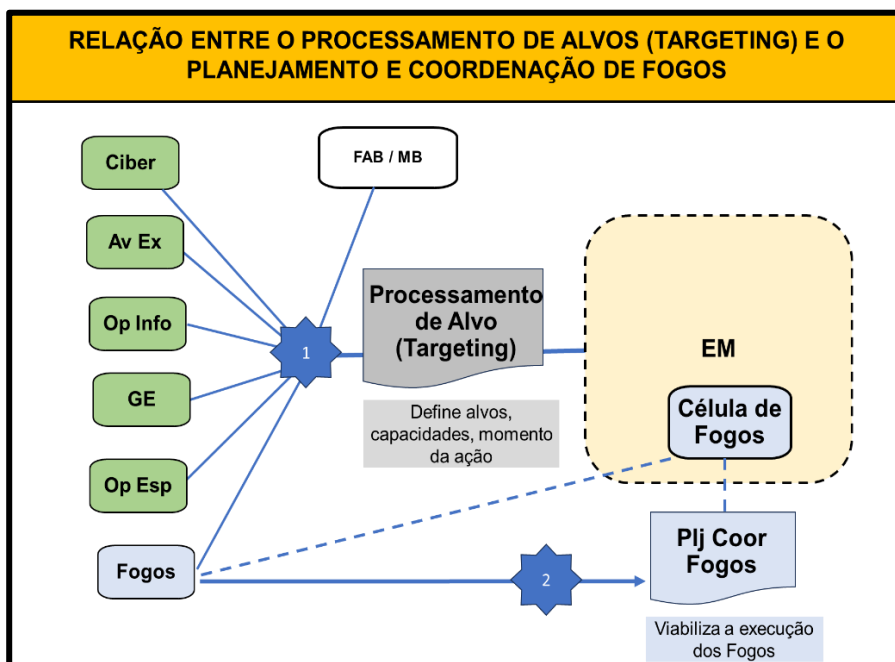 RELAÇÃO ENTRE O PROCESSAMENTO DE ALVOS (TARGETING) E O
PLANEJAMENTO E COORDENAÇÃO DE FOGOS
Ciber
FAB / MB
Av Ex
Op Info
GE
Op Esp
Fogos
1
Processamento
de Alvo
(Targeting)
Define alvos,
capacidades, momento
da ação
EM
Célula de
Fogos
2
Plj Coor
Fogos
Viabiliza a execução
dos Fogos